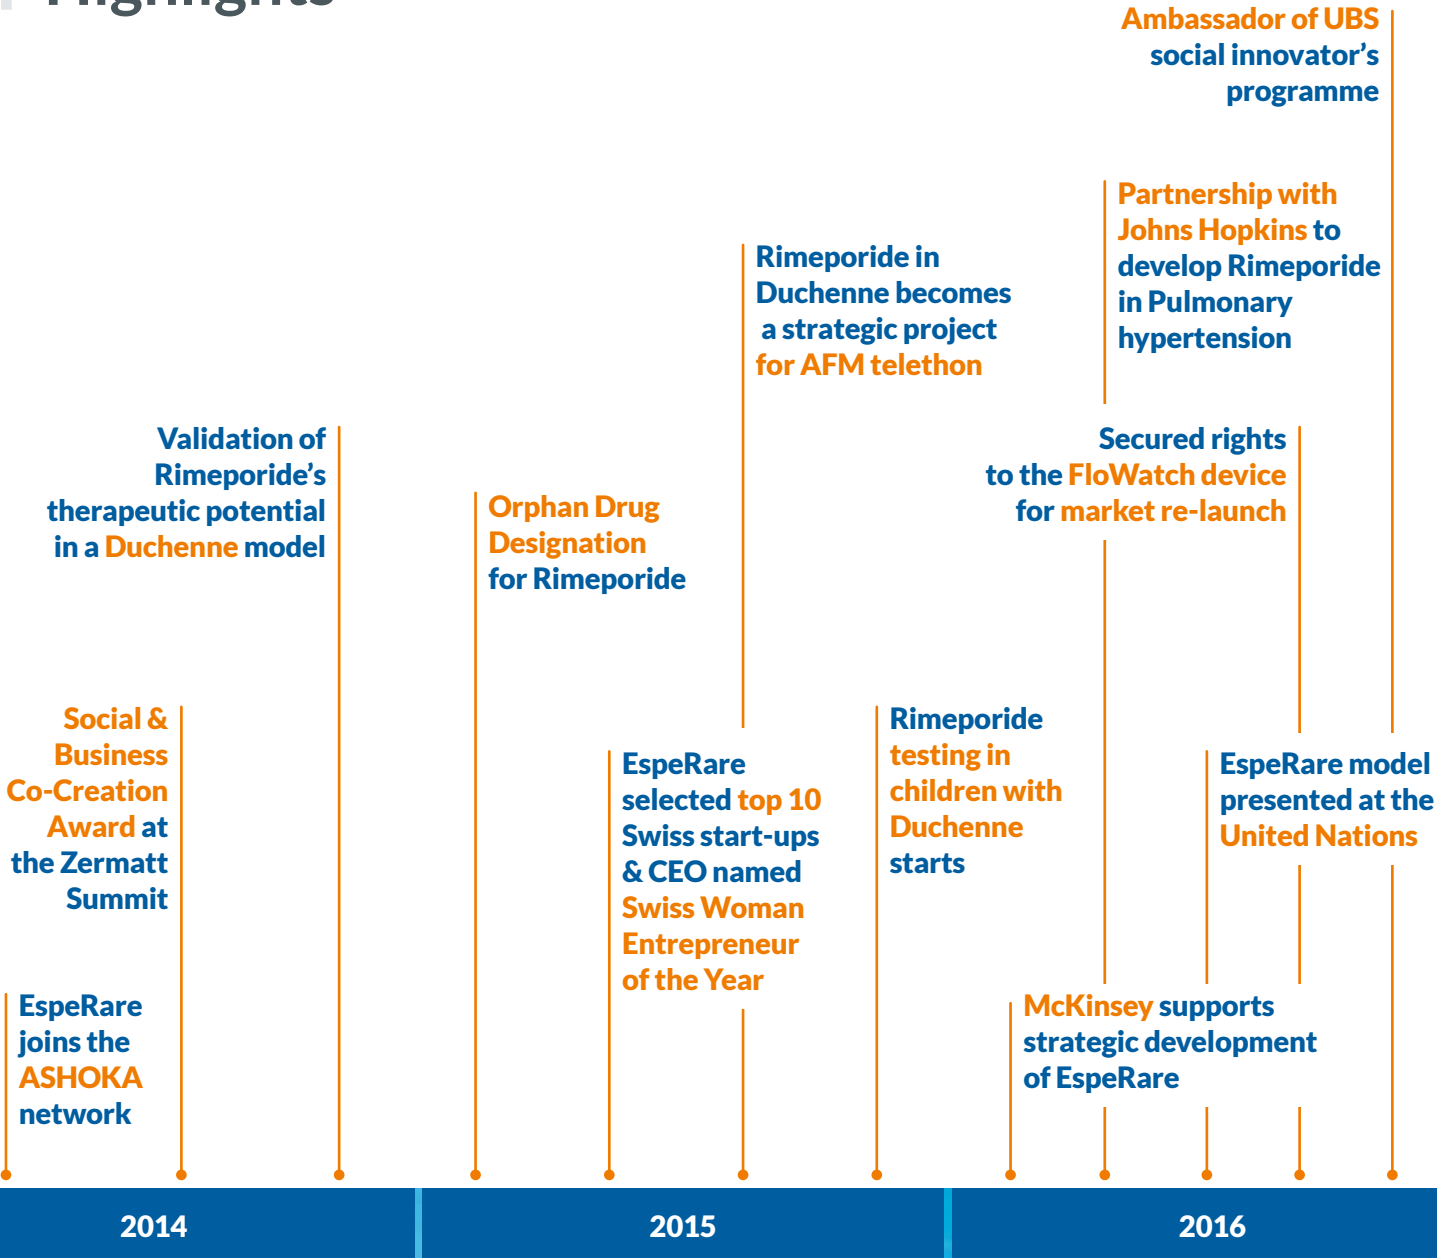 Highlights
Ambassador of UBS
social innovator's
programme
Partnership with
Johns Hopkins to
develop Rimeporide
in Pulmonary
hypertension
Rimeporide in
Duchenne becomes
a strategic project
for AFM telethon
Validation of
Rimeporide's
therapeutic potential
in a Duchenne model
Secured rights
to the FloWatch device
for market re-launch
Orphan Drug
Designation
for Rimeporide
Social &
Business
Co-Creation
Award at
the Zermatt
Summit
EspeRare
selected top 10
Swiss start-ups
& CEO named
Swiss Woman
Entrepreneur
of the Year
Rimeporide
testing in
children with
Duchenne
starts
EspeRare model
presented at the
United Nations
EspeRare
joins the
ASHOKA
network
McKinsey supports
strategic development
of EspeRare
2014
2015
2016